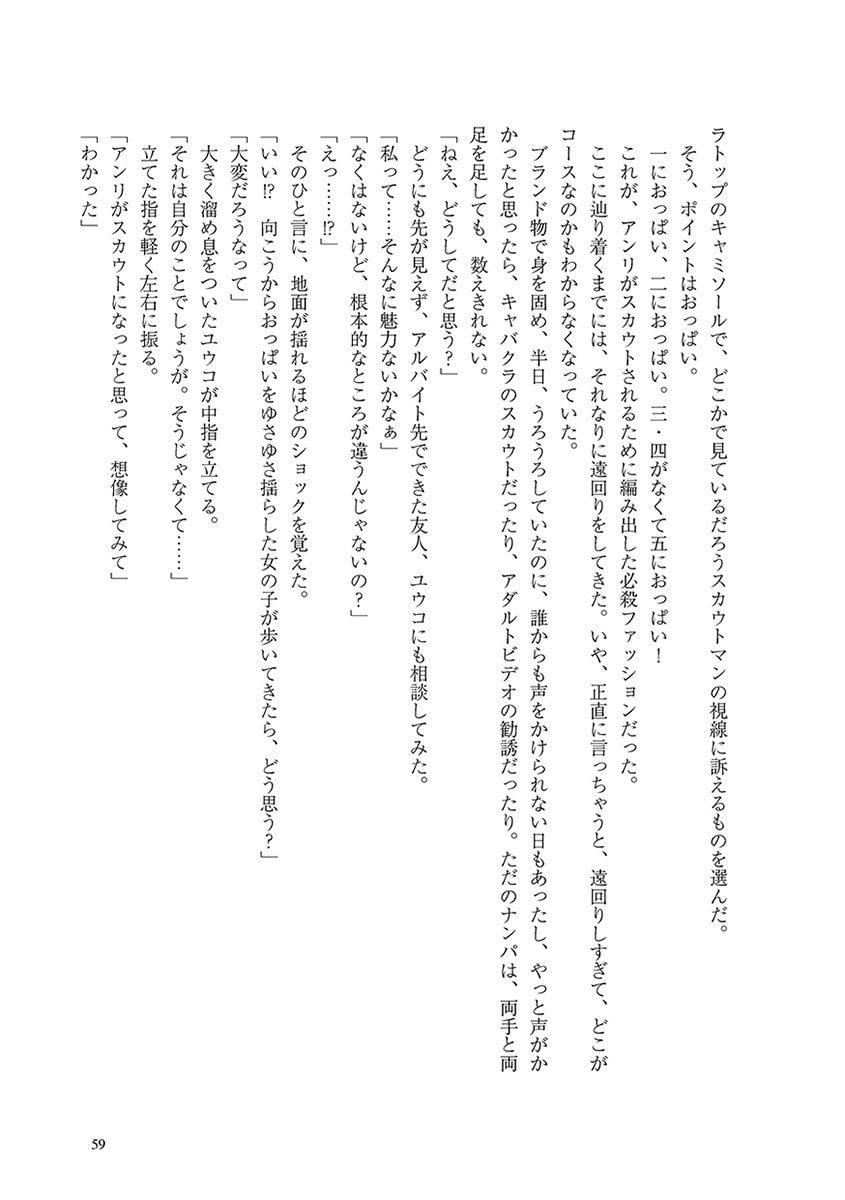 ラトップのキャミソールで、どこかで見ているだろうスカウトマンの視線に訴えるものを選んだ。
そう、ポイントはおっぱい。
一におっぱい、二におっぱい。三・四がなくて五におっぱい！
これが、アンリがスカウトされるために編み出した必殺ファッションだった。
ここに辿り着くまでには、それなりに遠回りをしてきた。いや、正直に言っちゃうと、遠回りしすぎて、どこが
コースなのかもわからなくなっていた。
ブランド物で身を固め、半日、うろうろしていたのに、誰からも声をかけられない日もあったし、やっと声がか
かったと思ったら、キャバクラのスカウトだったり、アダルトビデオの勧誘だったり。ただのナンパは、両手と両
足を足しても、数えきれない。
「ねえ、どうしてだと思う？」
どうにも先が見えず、アルバイト先でできた友人、ユウコにも相談してみた。
「私って……そんなに魅力ないかなぁ」
「なくはないけど、根本的なところが違うんじゃないの？」
「えっ……!?」
そのひと言に、地面が揺れるほどのショックを覚えた。
「いい!?　向こうからおっぱいをゆさゆさ揺らした女の子が歩いてきたら、どう思う？」
「大変だろうなって」
大きく溜め息をついたユウコが中指を立てる。
「それは自分のことでしょうが。そうじゃなくて……」
立てた指を軽く左右に振る。
「アンリがスカウトになったと思って、想像してみて」
「わかった」
59